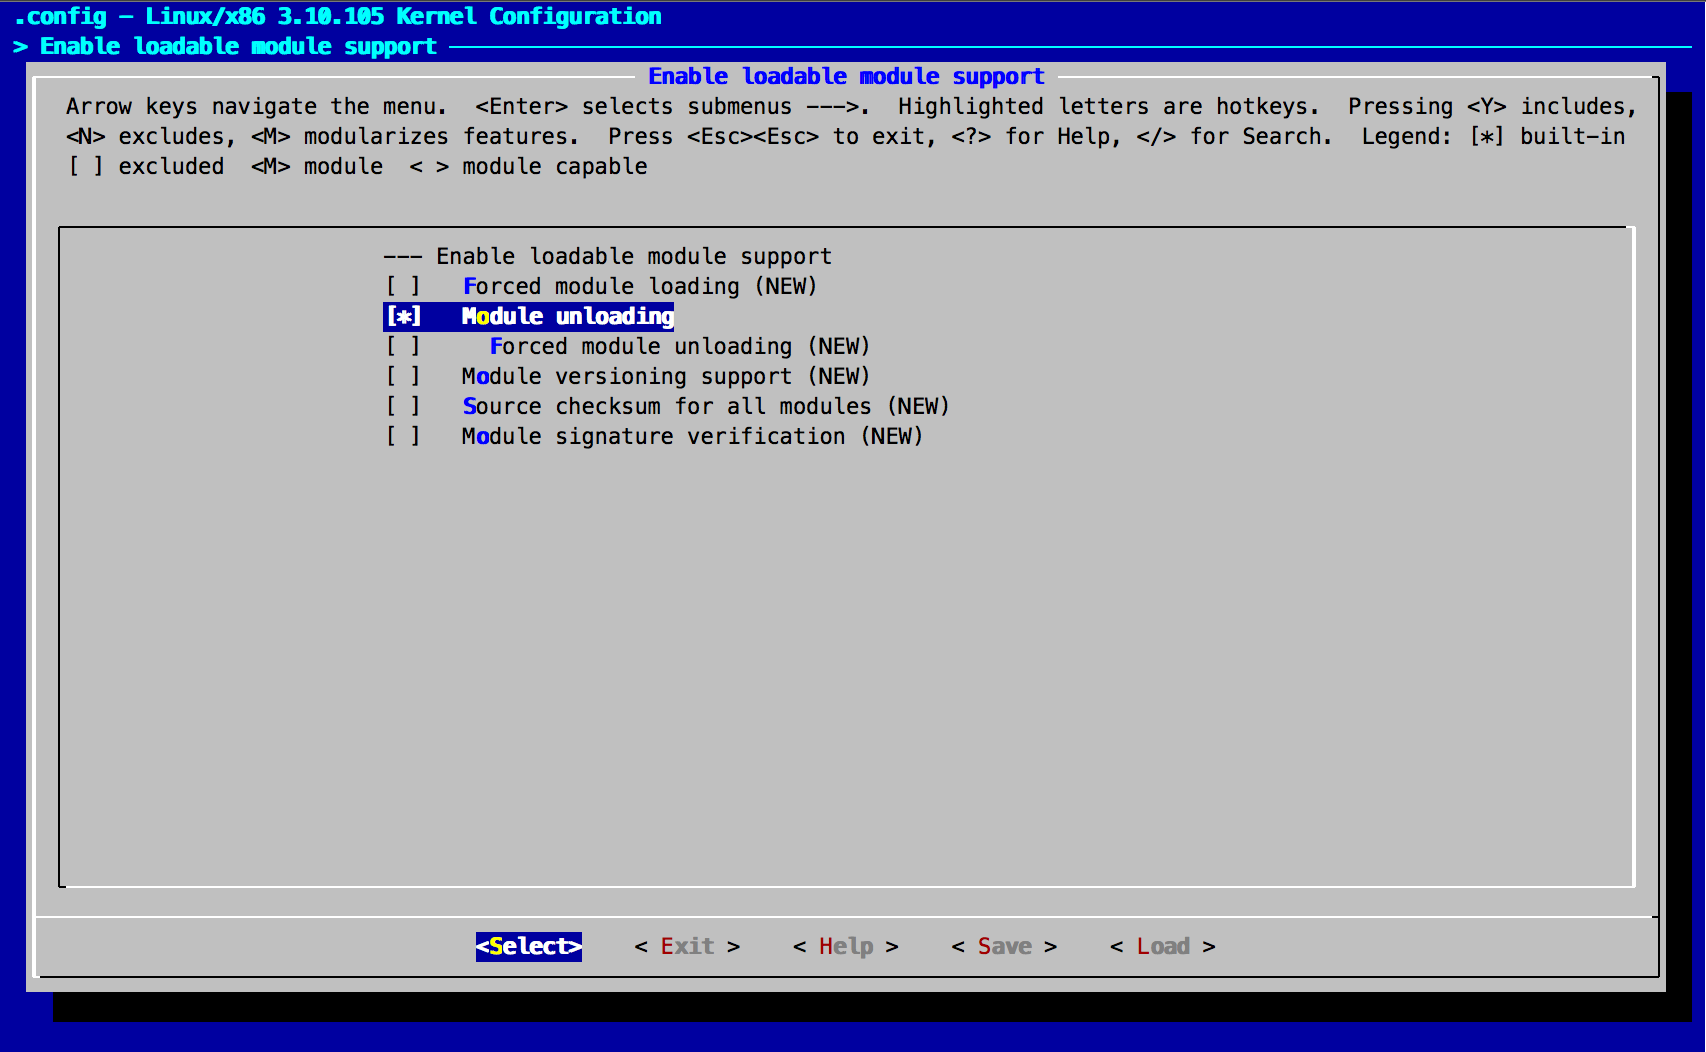 .config - Linux/x86 3.10.105 Kernel Configuration
> Enable loadable module support
Enable loadable module support
Arrow keys navigate the menu.  <Enter> selects submenus --->.  Highlighted letters are hotkeys.  Pressing <Y> includes,
<N> excludes, <M> modularizes features.  Press <Esc><Esc> to exit, <?> for Help, </> for Search.  Legend: [*] built-in
[ ] excluded  <M> module  < > module capable
--- Enable loadable module support
[ ]   Forced module loading (NEW)
[*]   Module unloading
[ ]     Forced module unloading (NEW)
[ ]   Module versioning support (NEW)
[ ]   Source checksum for all modules (NEW)
[ ]   Module signature verification (NEW)
<Select>    < Exit >    < Help >    < Save >    < Load >